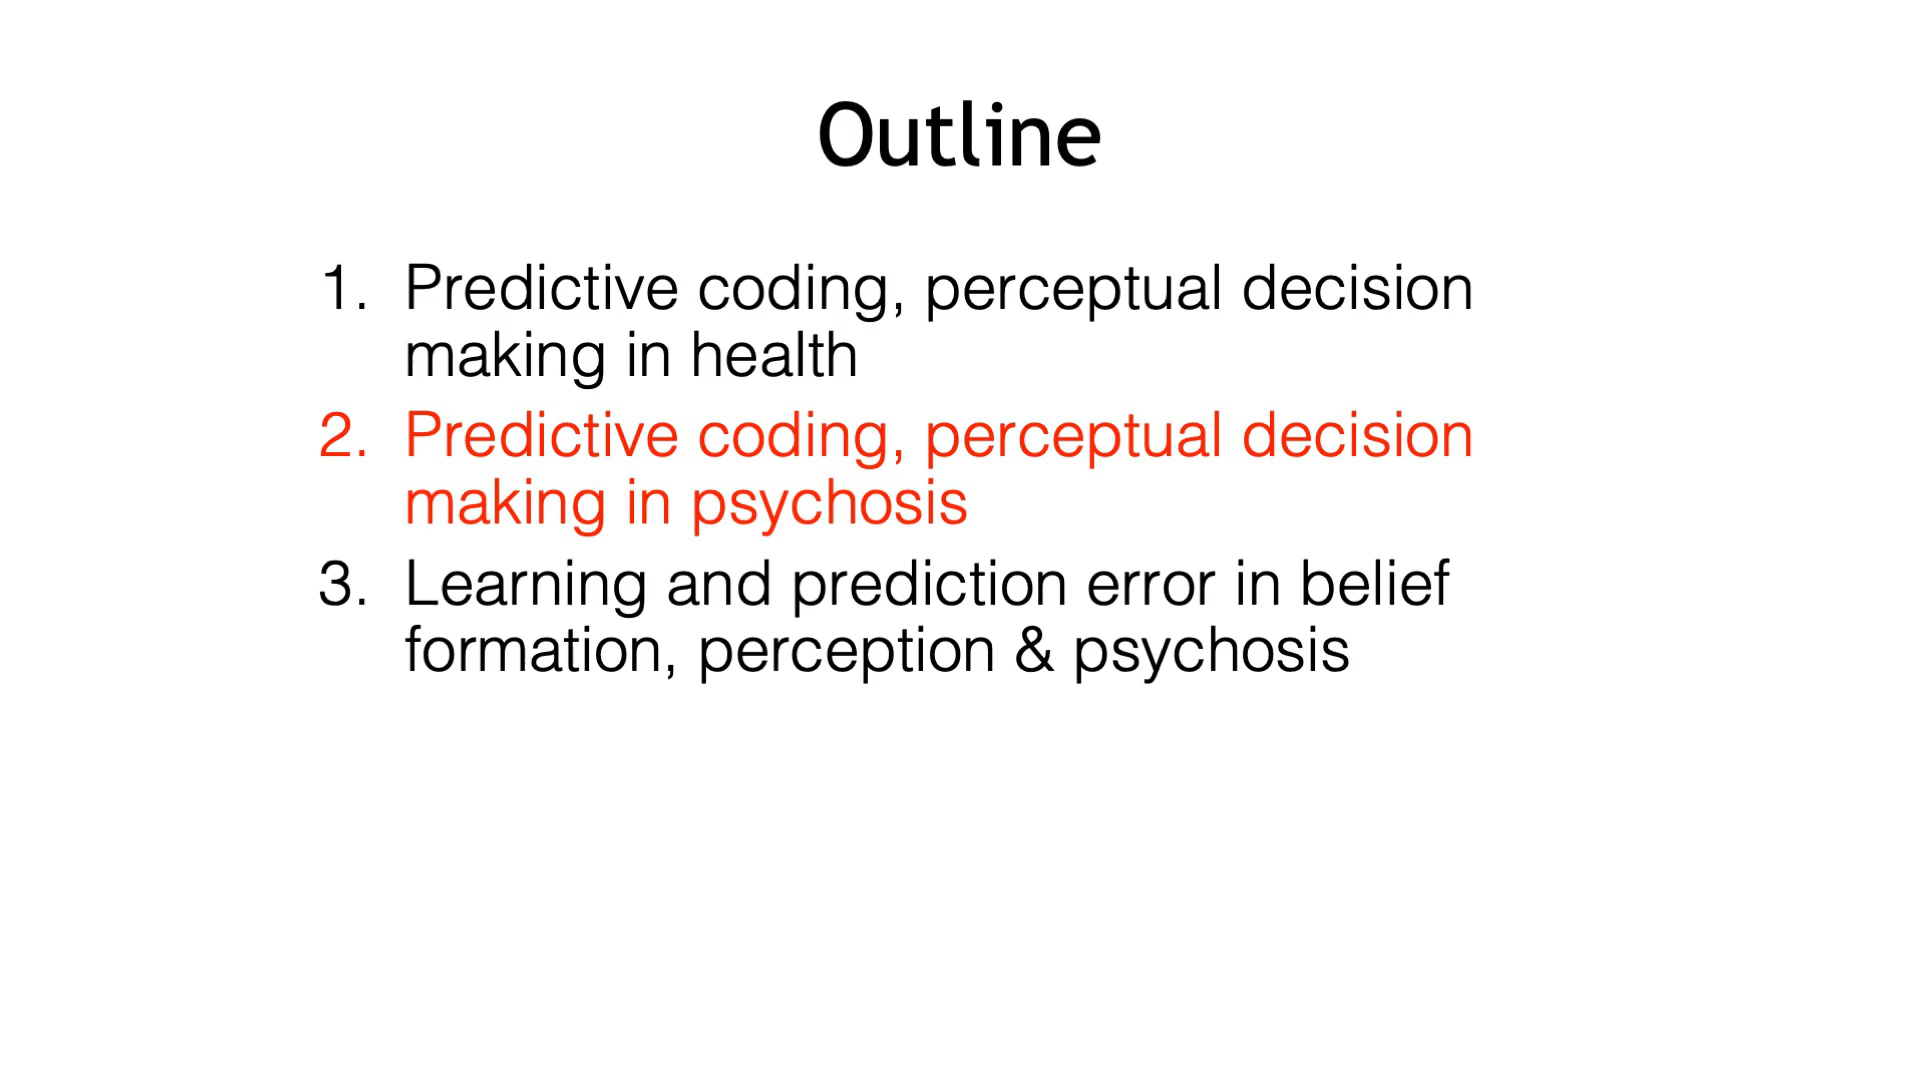 Outline
1. Predictive coding, perceptual decision
making in health
2. Predictive coding, perceptual decision
making in psychosis
3. Learning and prediction error in belief
formation, perception & psychosis